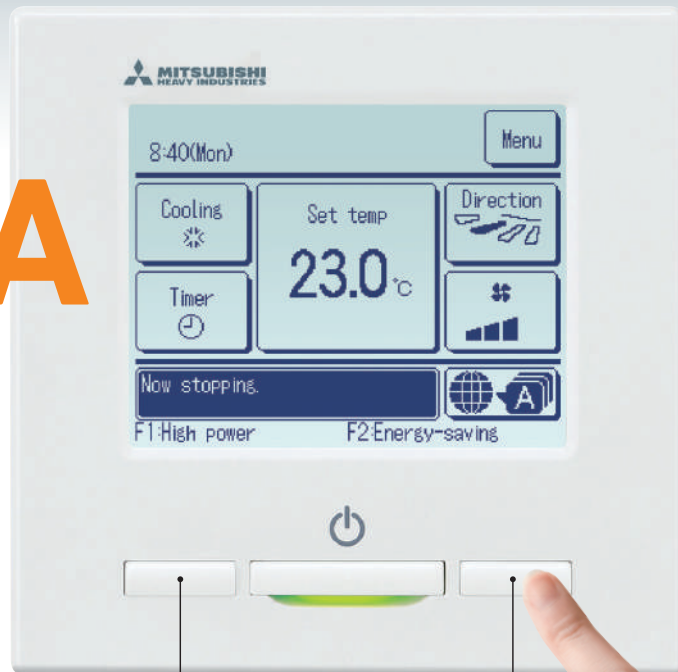 MITSUBISHI
HEAVY INDUSTRIES
8:40(Mon)
Menu
A
Cooling
Set temp
Direction
23.0°C
Timer
Now stopping.
A
F1:High power
F2:Energy-saving